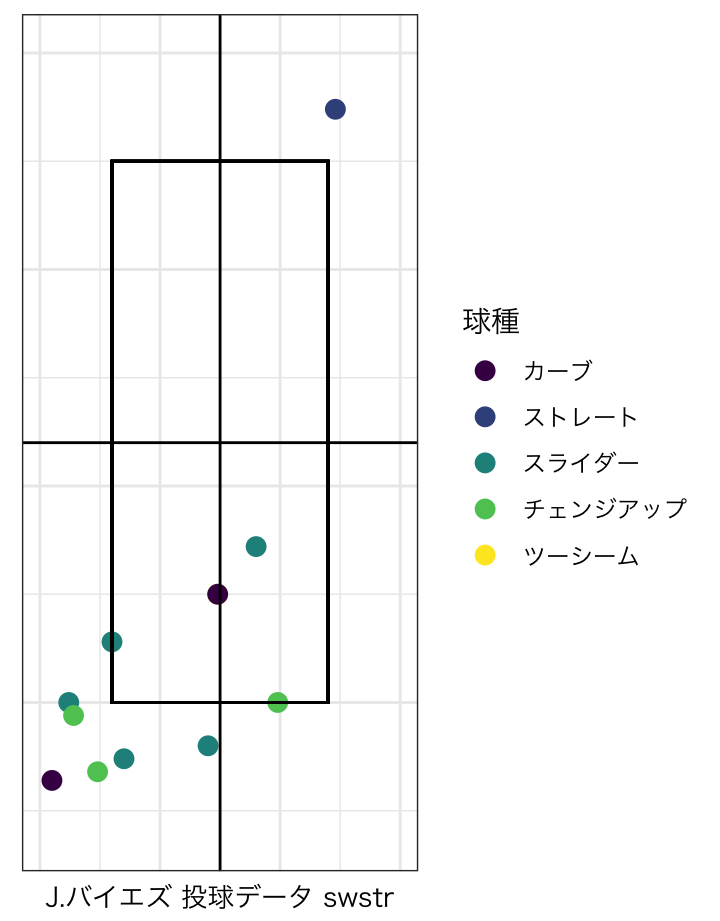 球種
カーブ
ストレート
スライダー
チェンジアップ
ツーシーム
J.バイエズ 投球データ swstr